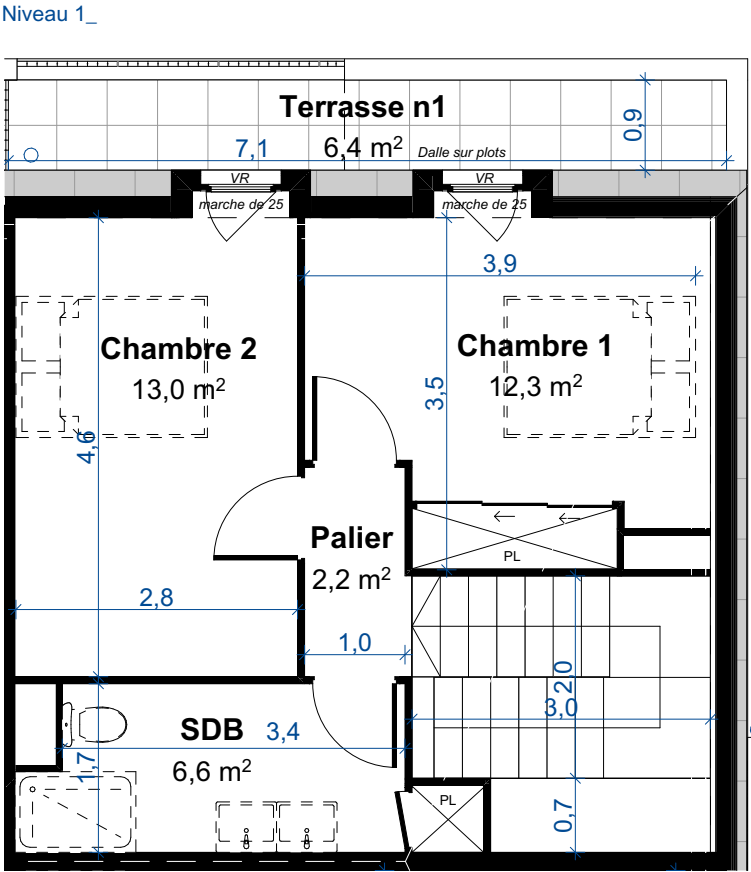 Niveau 1_
Terrasse n1
0,9
7,1
6,4 m²
Dalle sur plots
VR
VR
marche de 25
marche de 25
3,9
Chambre 2
13,0 m²
Chambre 1
12,3 m²
3,5
4,6
Palier
2,2 m²
PL
2,8
1,0
2,0
3,0
SDB
3,4
6,6 m²
1,7
PL
0,7